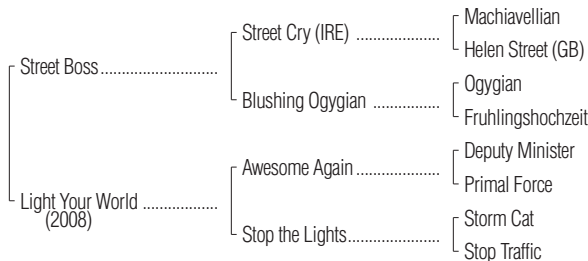 Machiavellian
Street Cry (IRE) ....................
Helen Street (GB)
Street Boss............................
Ogygian
Blushing Ogygian ................
Fruhlingshochzeit
Deputy Minister
Awesome Again ....................
Primal Force
Light Your World ..................
(2008)
Storm Cat
Stop the Lights......................
Stop Traffic